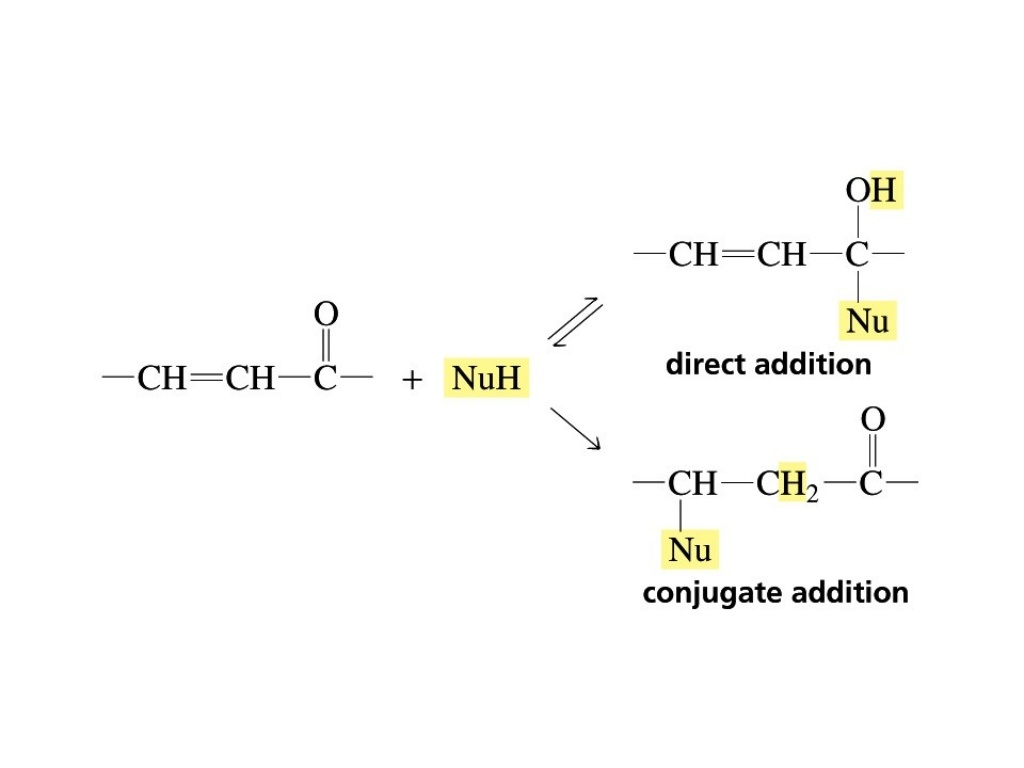 OH
—CH=CH—C—
Nu
direct addition
O
—CH=CH—C— + NuH
O
—CH—CH₂—C—
Nu
conjugate addition